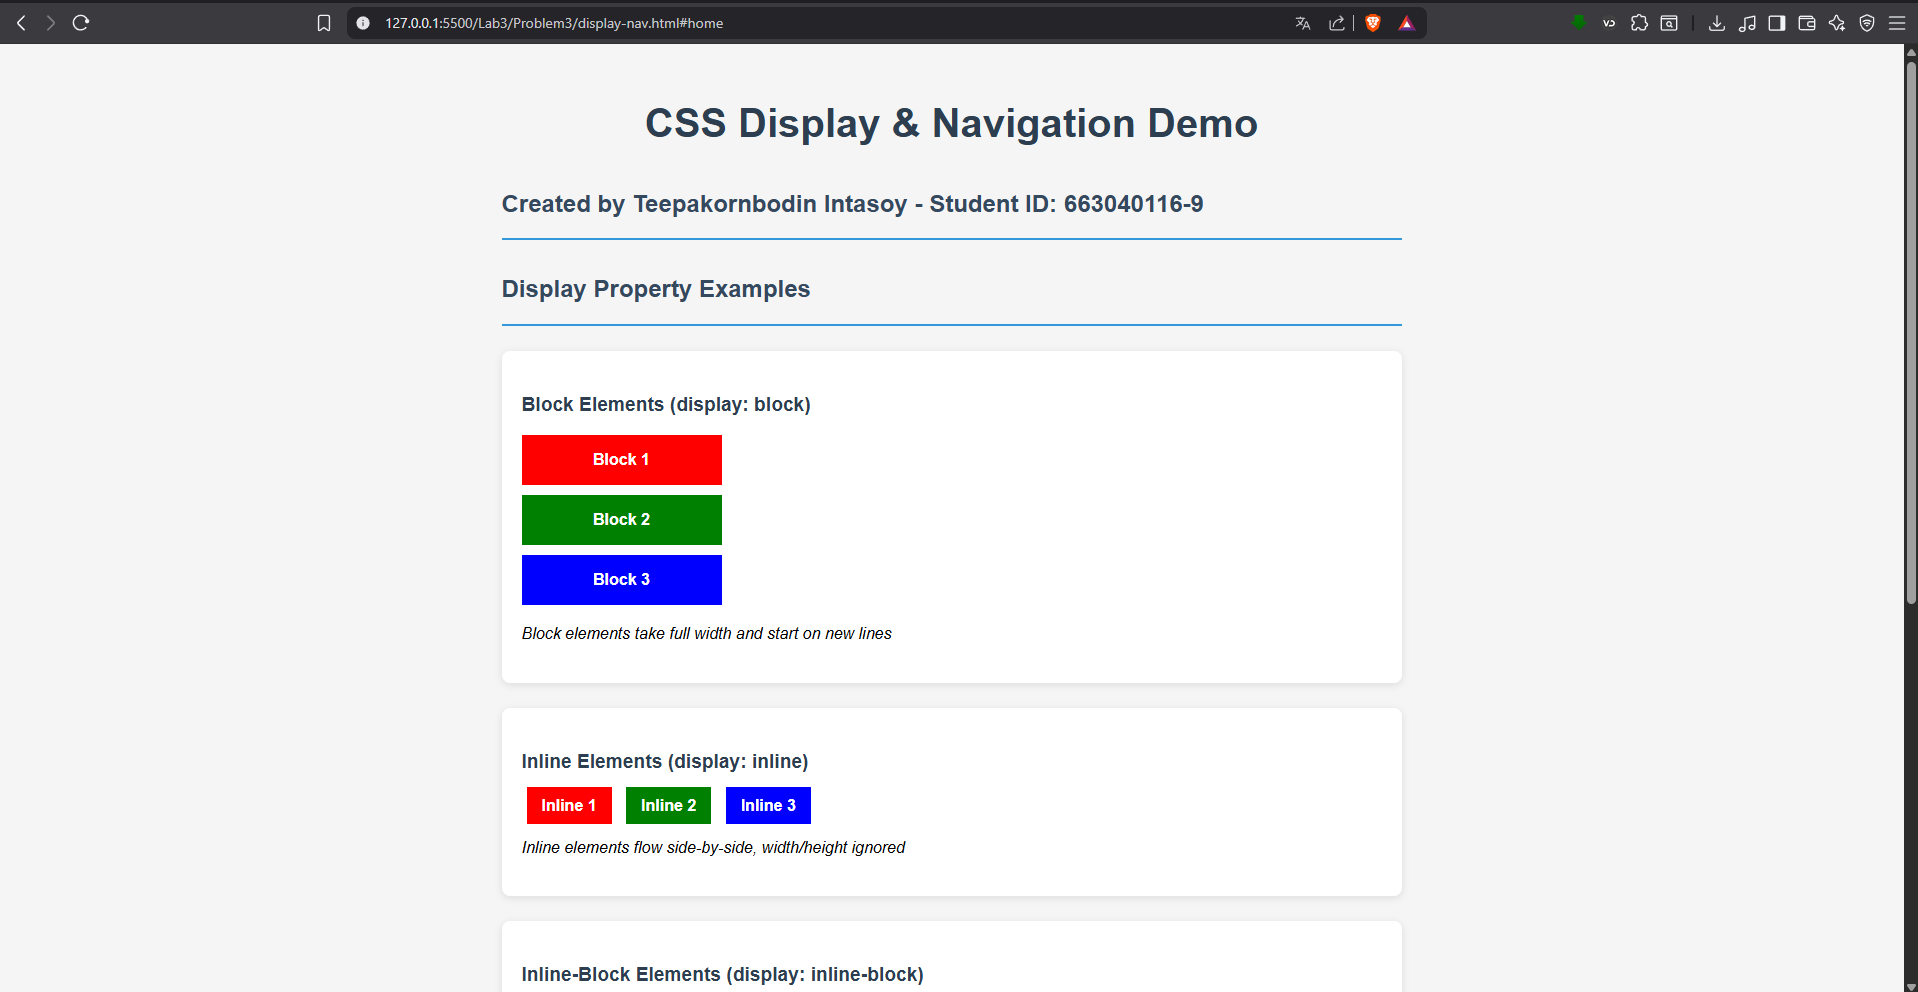 127.0.0.1:5500/Lab3/Problem3/display-nav.html#home
CSS Display & Navigation Demo
Created by Teepakornbodin Intasoy - Student ID: 663040116-9
Display Property Examples
Block Elements (display: block)
Block 1
Block 2
Block 3
Block elements take full width and start on new lines
Inline Elements (display: inline)
Inline 1 Inline 2 Inline 3
Inline elements flow side-by-side, width/height ignored
Inline-Block Elements (display: inline-block)